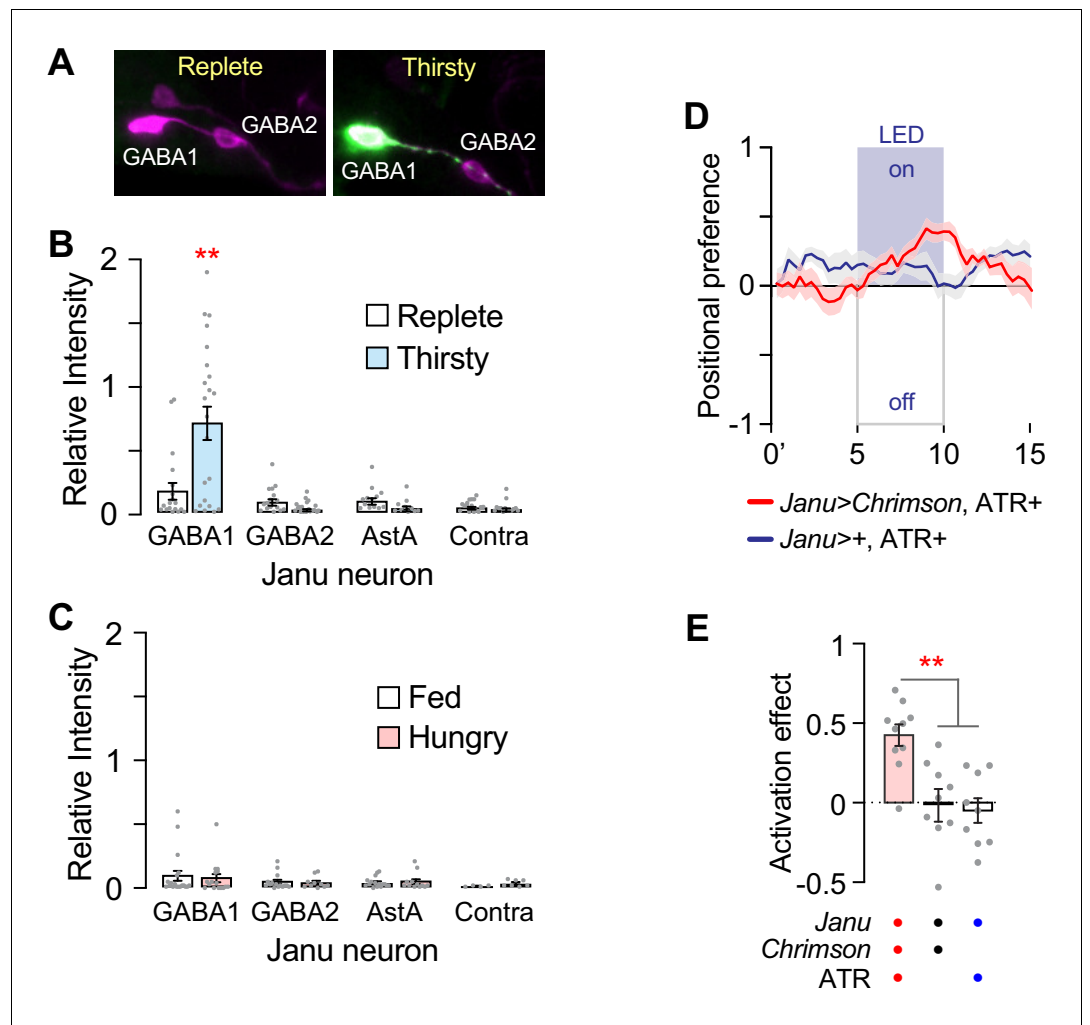 A
Replete
GABA1
GABA2
Thirsty
GABA1
GABA2
B
Relative Intensity
2
1
0
**
Replete
Thirsty
GABA1 GABA2 AstA Contra
Janu neuron
C
Relative Intensity
2
1
0
Fed
Hungry
GABA1 GABA2 AstA Contra
Janu neuron
D
Positional preference
1
0
-1
LED
on
off
0' 5 10 15
Janu>Chrimson, ATR+
Janu>+, ATR+
E
Activation effect
1
0.5
0
-0.5
**
Janu
Chrimson
ATR